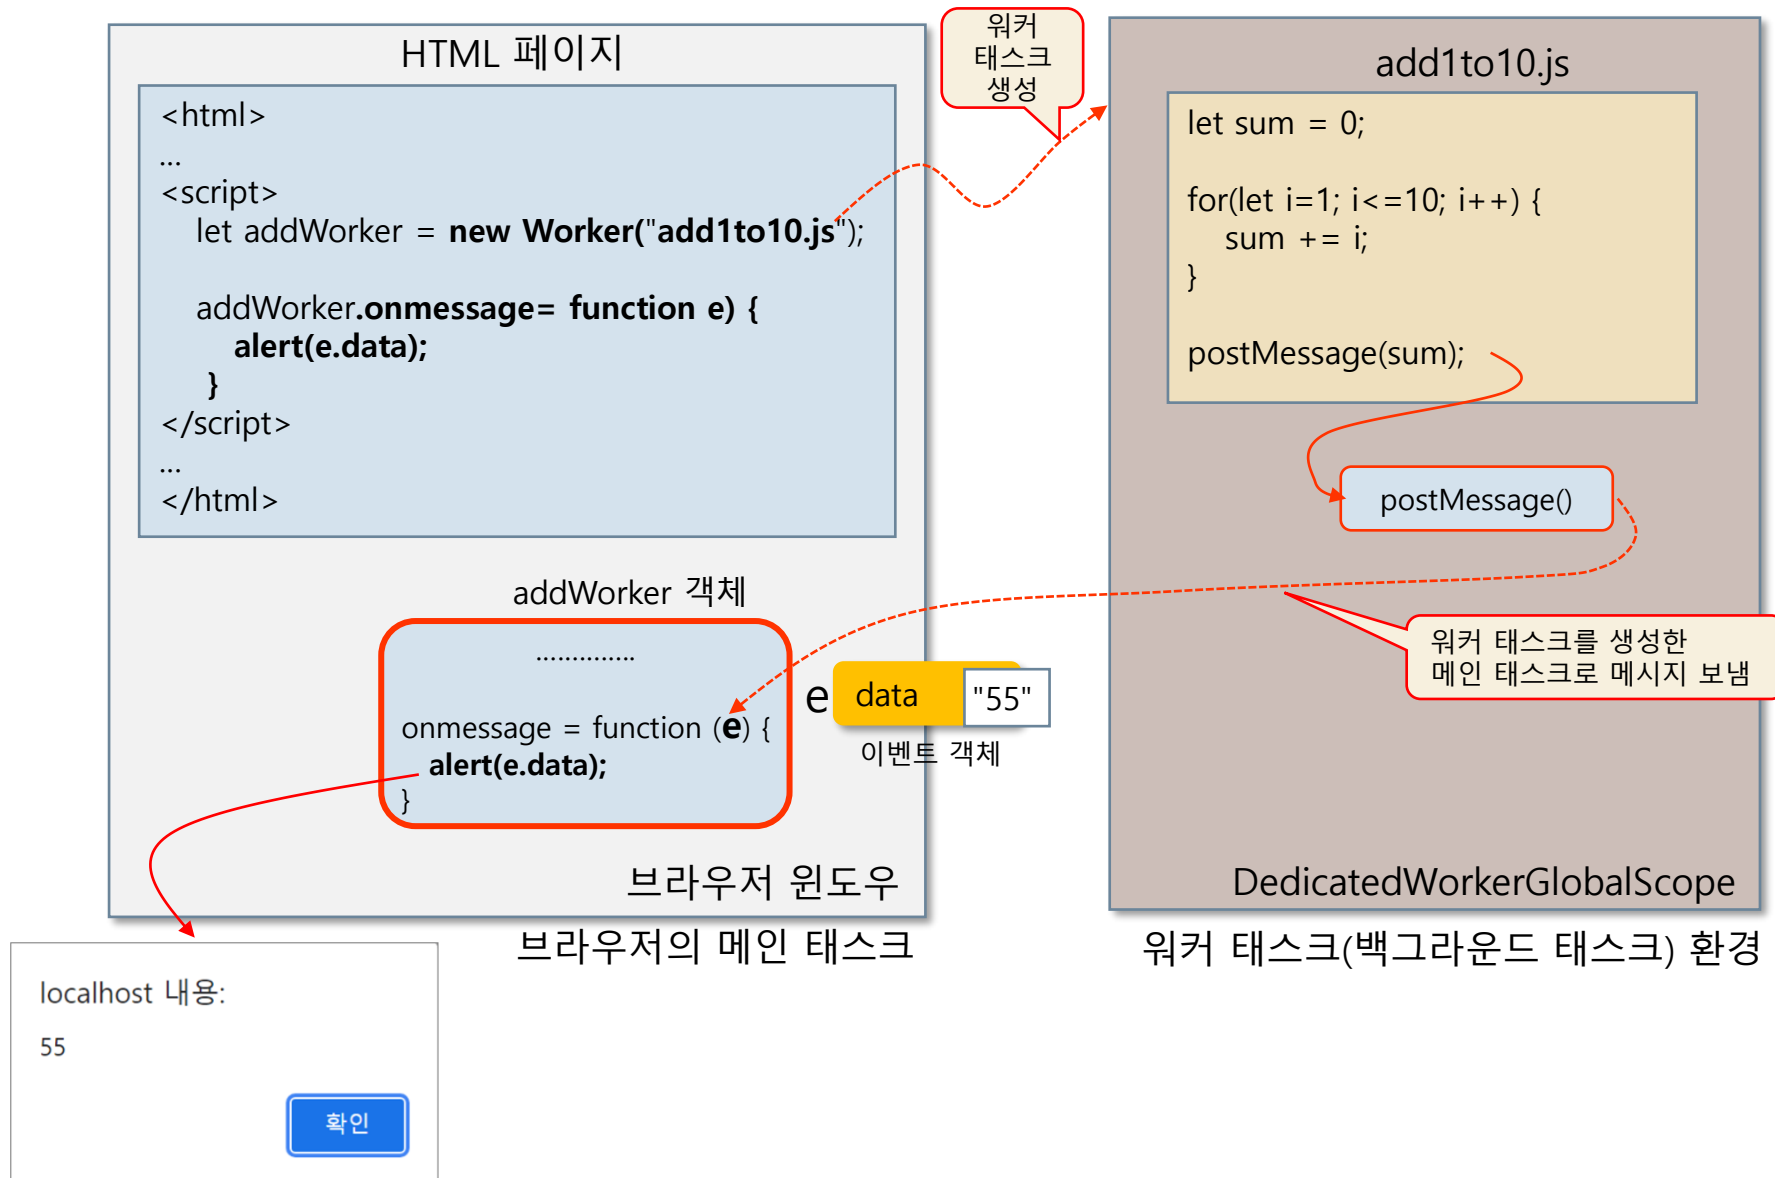 HTML 페이지
<html>
...
<script>
let addWorker = new Worker("add1to10.js");
addWorker.onmessage= function e) {
alert(e.data);
}
</script>
...
</html>
워커
태스크
생성
add1to10.js
let sum = 0;
for(let i=1; i<=10; i++) {
sum += i;
}
postMessage(sum);
postMessage()
워커 태스크를 생성한
메인 태스크로 메시지 보냄
addWorker 객체
..............
onmessage = function (e) {
alert(e.data);
}
e data "55"
이벤트 객체
브라우저 윈도우
브라우저의 메인 태스크
DedicatedWorkerGlobalScope
워커 태스크(백그라운드 태스크) 환경
localhost 내용:
55
확인